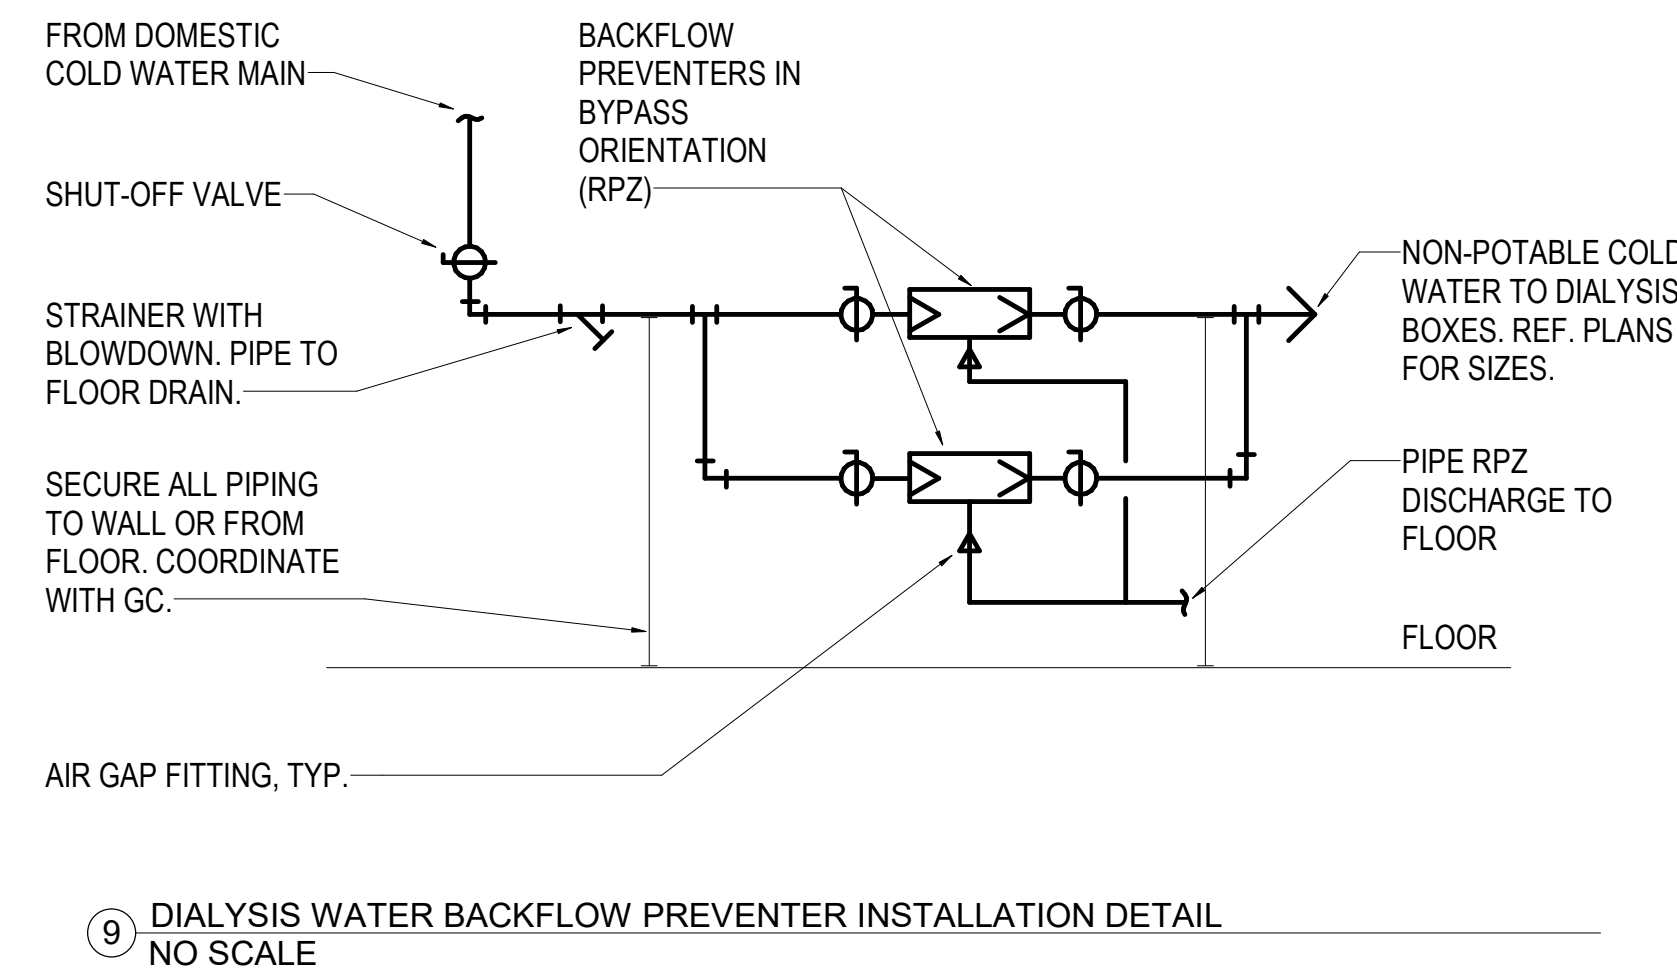 FROM DOMESTIC
COLD WATER MAIN
SHUT-OFF VALVE
STRAINER WITH
BLOWDOWN. PIPE TO
FLOOR DRAIN.
SECURE ALL PIPING
TO WALL OR FROM
FLOOR. COORDINATE
WITH GC.
AIR GAP FITTING, TYP.
BACKFLOW
PREVENTERS IN
BYPASS
ORIENTATION
(RPZ)
NON-POTABLE COLD
WATER TO DIALYSIS
BOXES. REF. PLANS
FOR SIZES.
PIPE RPZ
DISCHARGE TO
FLOOR
FLOOR
9 DIALYSIS WATER BACKFLOW PREVENTER INSTALLATION DETAIL
NO SCALE